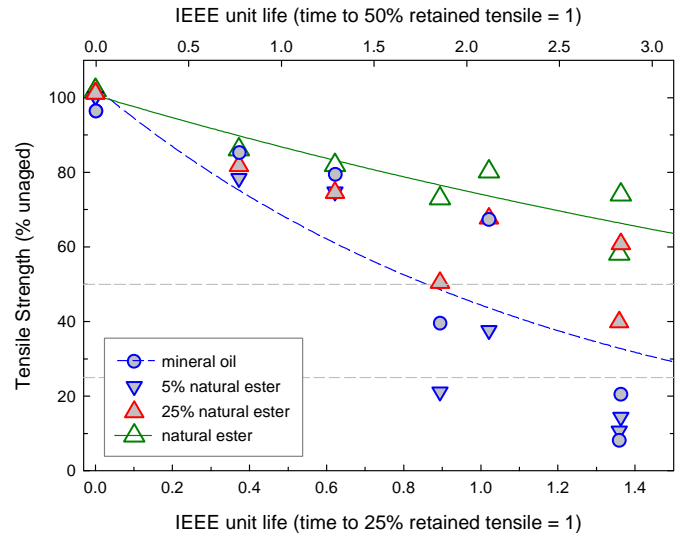 IEEE unit life (time to 50% retained tensile = 1)
0.0 0.5 1.0 1.5 2.0 2.5 3.0
Tensile Strength (% unaged)
100
80
60
40
20
0
mineral oil
5% natural ester
25% natural ester
natural ester
0.0 0.2 0.4 0.6 0.8 1.0 1.2 1.4
IEEE unit life (time to 25% retained tensile = 1)